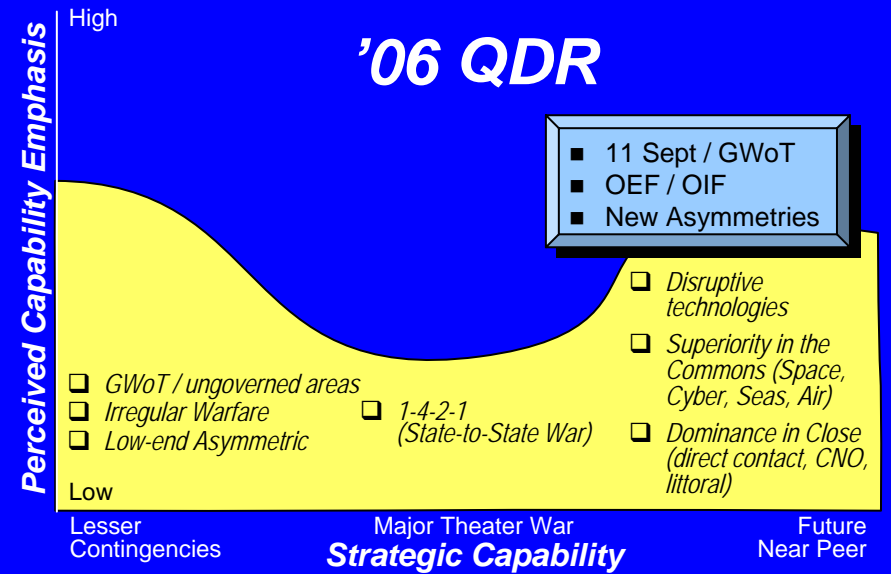 High
'06 QDR
Perceived Capability Emphasis
■ 11 Sept / GWoT
■ OEF / OIF
■ New Asymmetries
❑ GWoT / ungoverned areas
❑ Irregular Warfare
❑ Low-end Asymmetric
❑ 1-4-2-1
(State-to-State War)
❑ Disruptive
technologies
❑ Superiority in the
Commons (Space,
Cyber, Seas, Air)
❑ Dominance in Close
(direct contact, CNO,
littoral)
Low
Lesser
Contingencies
Major Theater War
Future
Near Peer
Strategic Capability